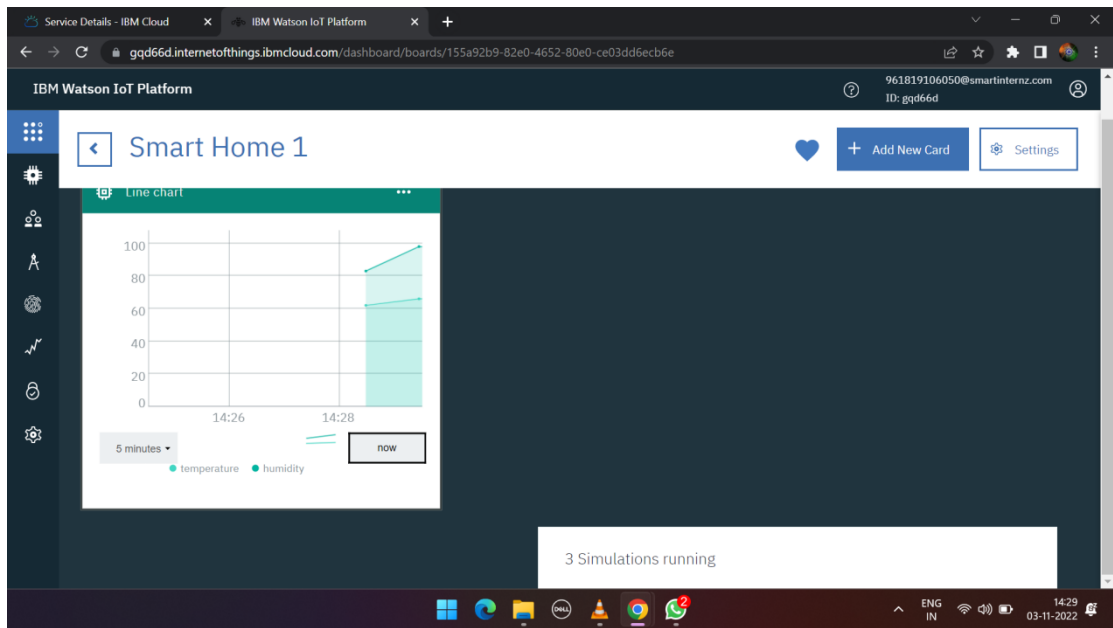 Service Details - IBM Cloud
IBM Watson IoT Platform
gqd66d.internetofthings.ibmcloud.com/dashboard/boards/155a92b9-82e0-4652-80e0-ce03dd6ecb6e
IBM Watson IoT Platform
961819106050@smartinternz.com
ID: gqd66d
Smart Home 1
Add New Card
Settings
Line chart
100
80
60
40
20
0
14:26 14:28
5 minutes
now
temperature humidity
3 Simulations running
DELL
2
ENG
IN
14:29
03-11-2022